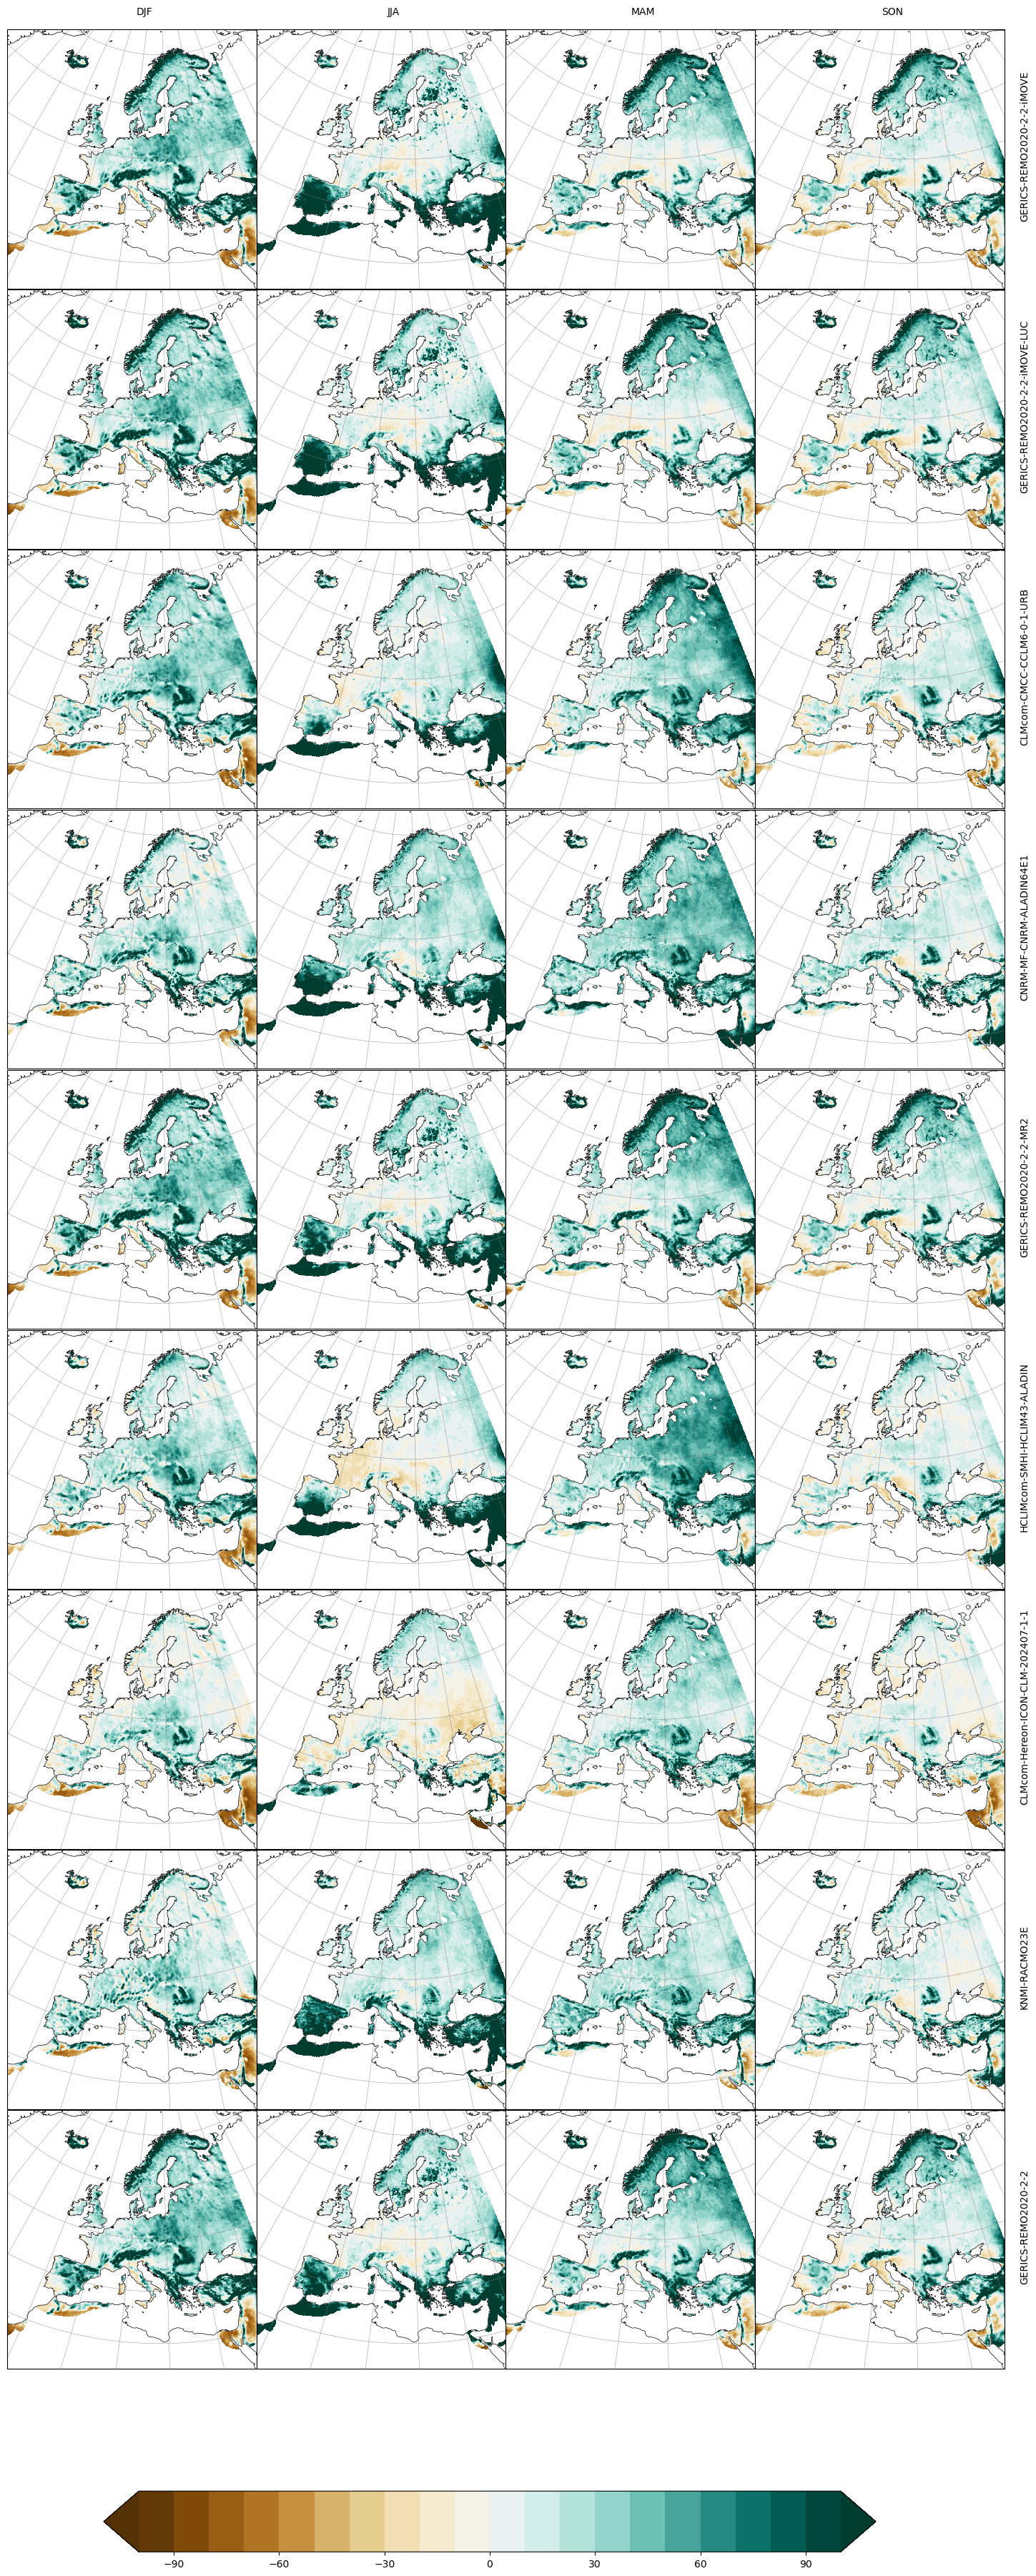 DJF JJA MAM SON
GERICS-REMO2020-2-2-iMOVE
GERICS-REMO2020-2-2-iMOVE-LUC
CLMcom-CMCC-CCLM6-0-1-URB
CNRM-MF-CNRM-ALADIN64E1
GERICS-REMO2020-2-2-MR2
HCLIMcom-SMHI-HCLIM43-ALADIN
CLMcom-Hereon-ICON-CLM-202407-1-1
KNMI-RACMO23E
GERICS-REMO2020-2-2
−90 −60 −30 0 30 60 90